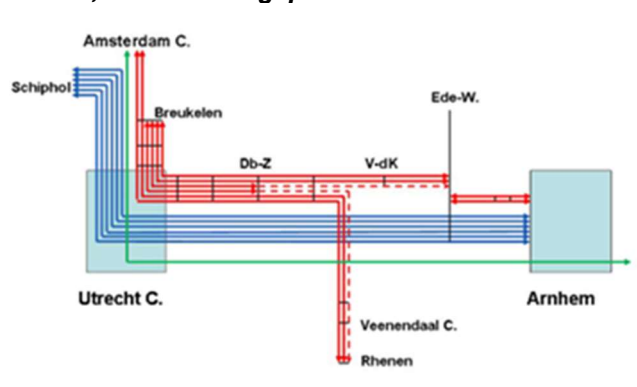 Amsterdam C.
Schiphol
Breukelen
Ede-W.
Db-Z
V-dK
Utrecht C.
Arnhem
Veenendaal C.
Rhenen